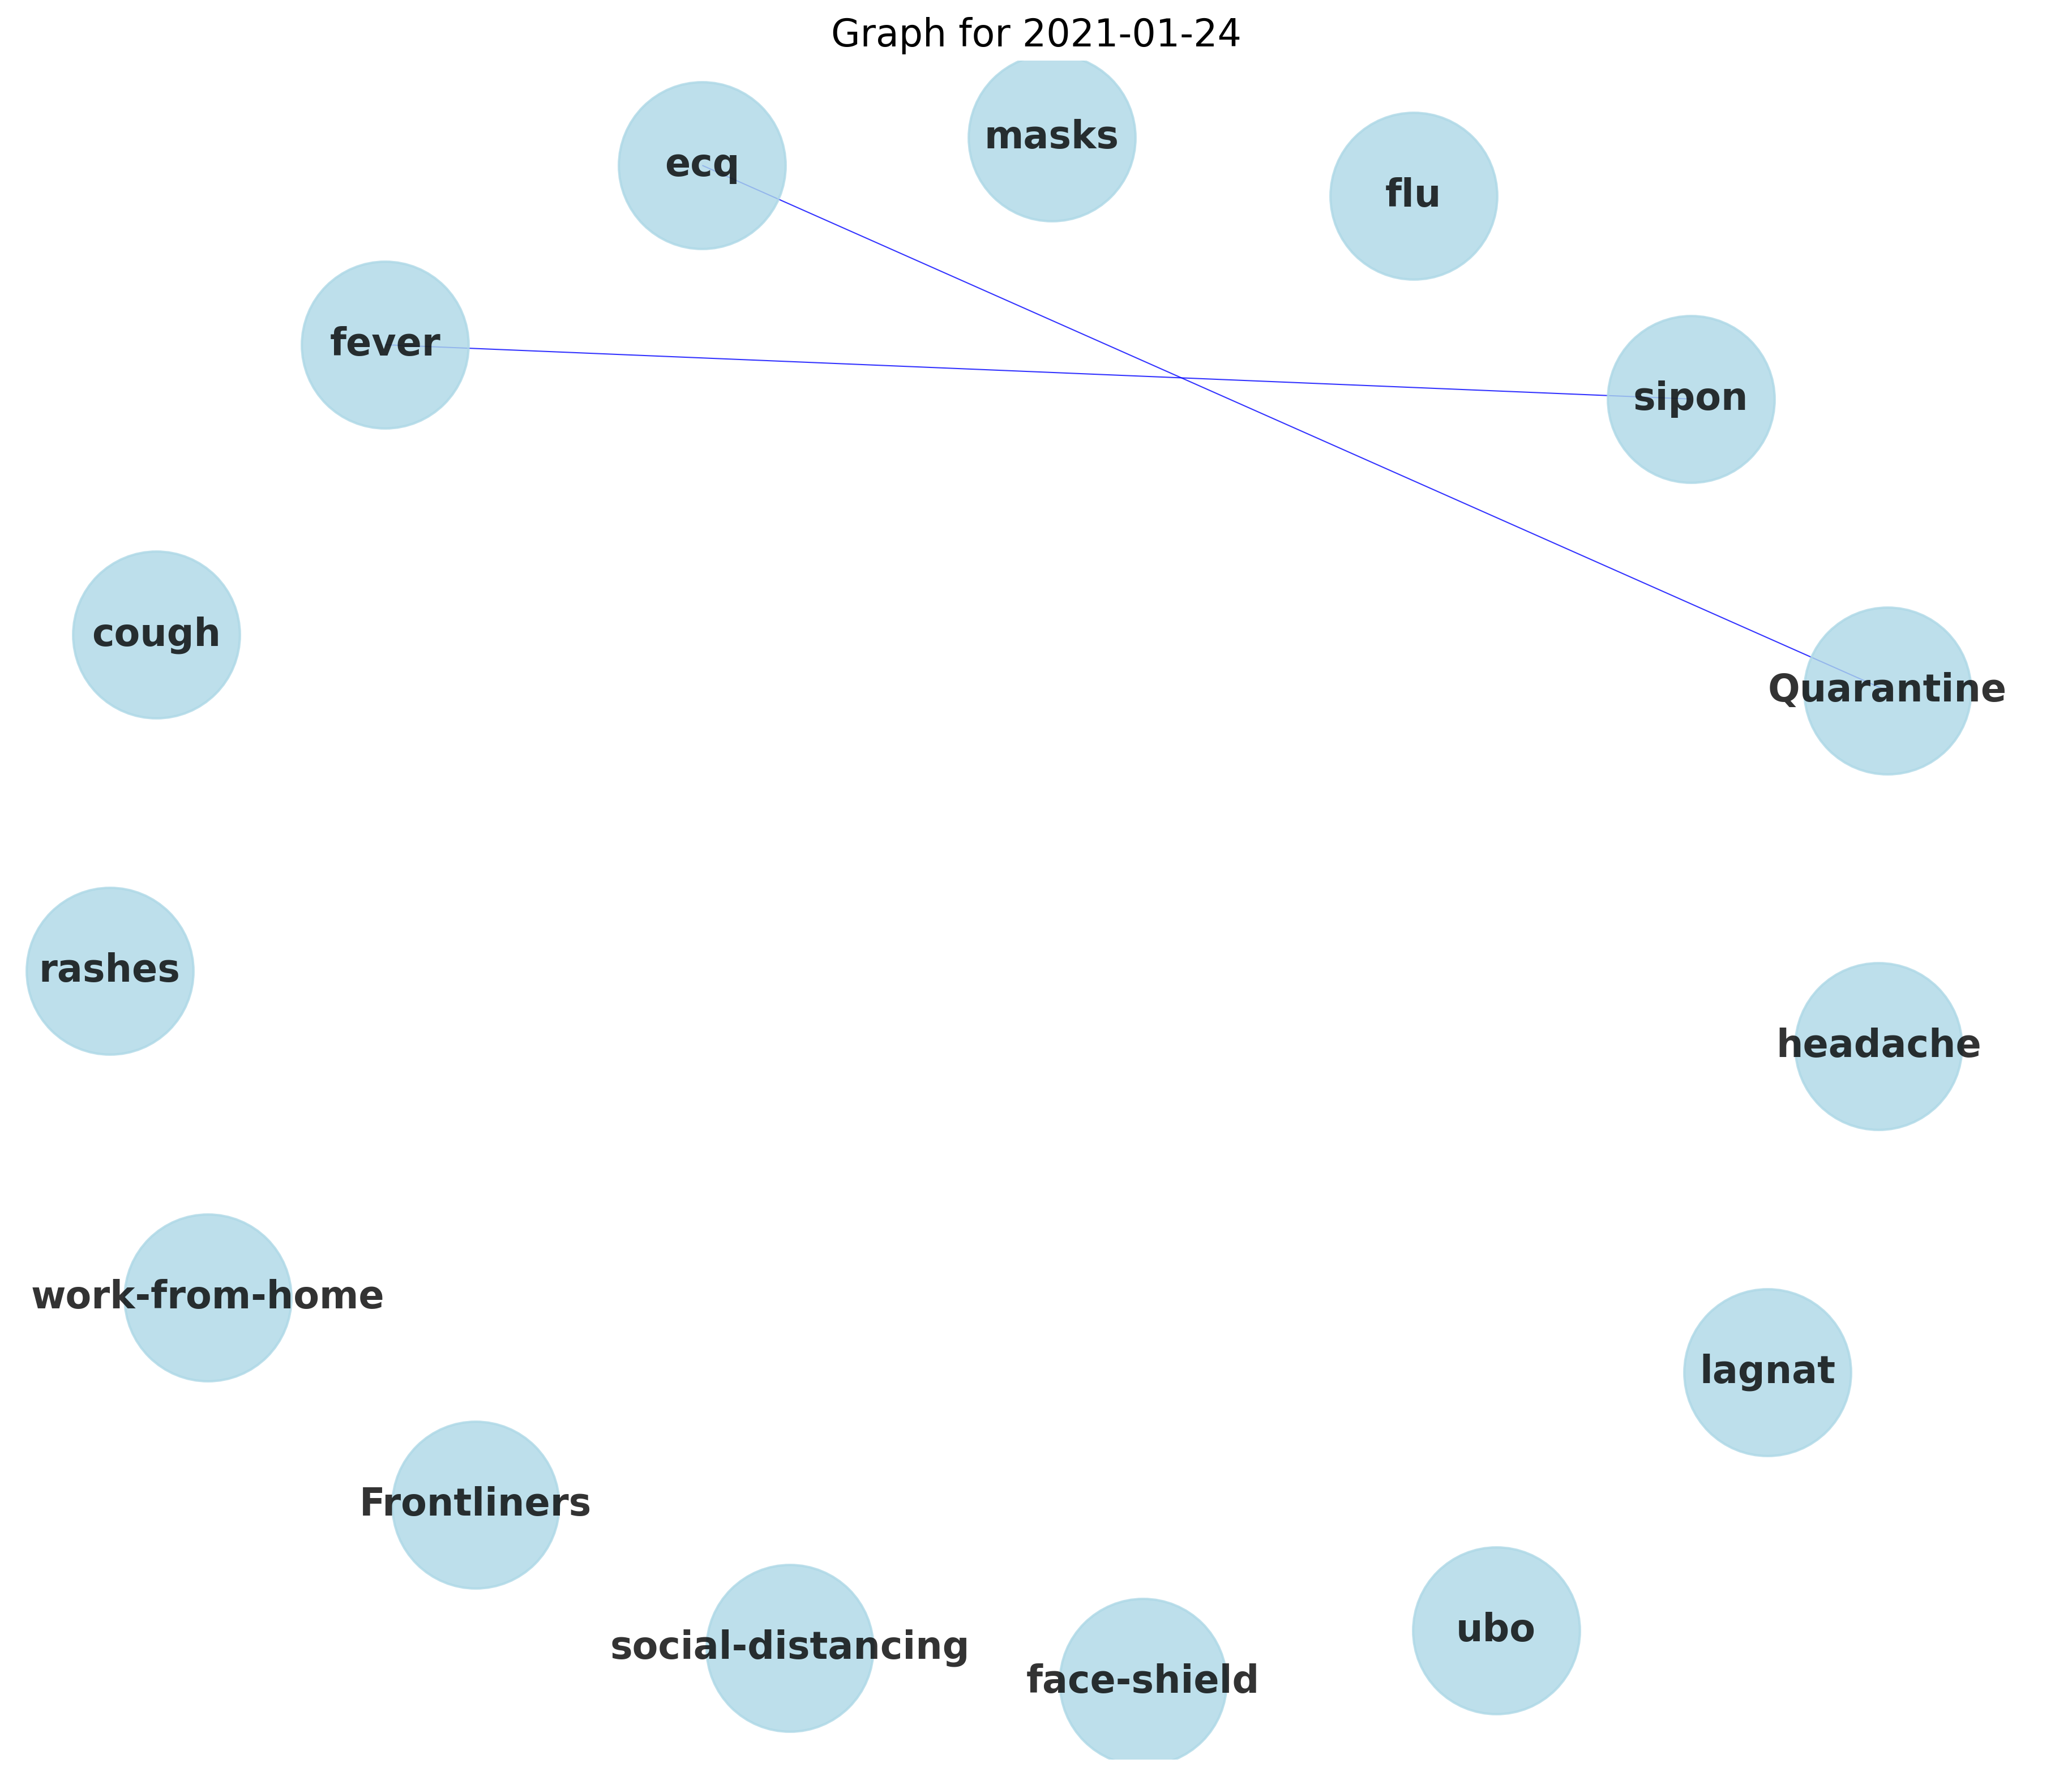 Graph for 2021-01-24
masks
ecq
flu
fever
sipon
cough
Quarantine
rashes
headache
work-from-home
lagnat
Frontliners
ubo
social-distancing
face-shield